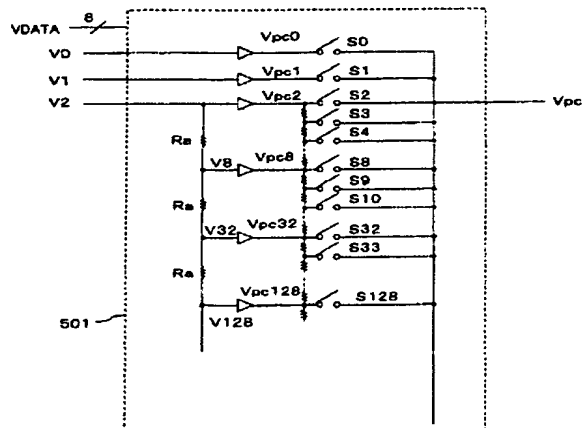 8
VDATA
Vpc0
S0
V0
Vpc1
S1
V1
Vpc2
S2
V2
Vpc
S3
S4
Ra
V8
Vpc8
S8
S9
Ra
S10
Vpc32
S32
V32
S33
Ra
Vpc128
S128
501
V128